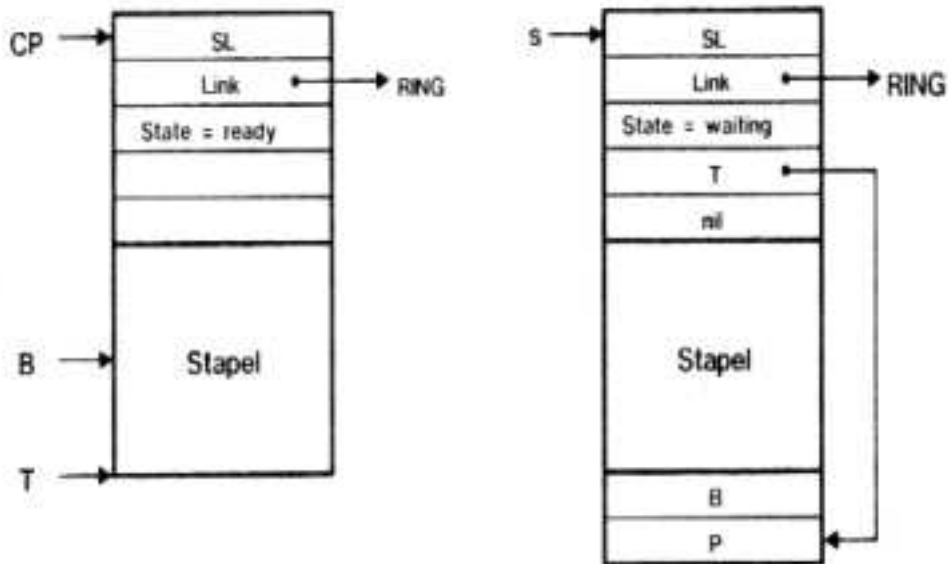 CP
SL
Link
RING
State = ready
B
Stapel
T
s
SL
Link
RING
State = waiting
T
nil
Stapel
B
P